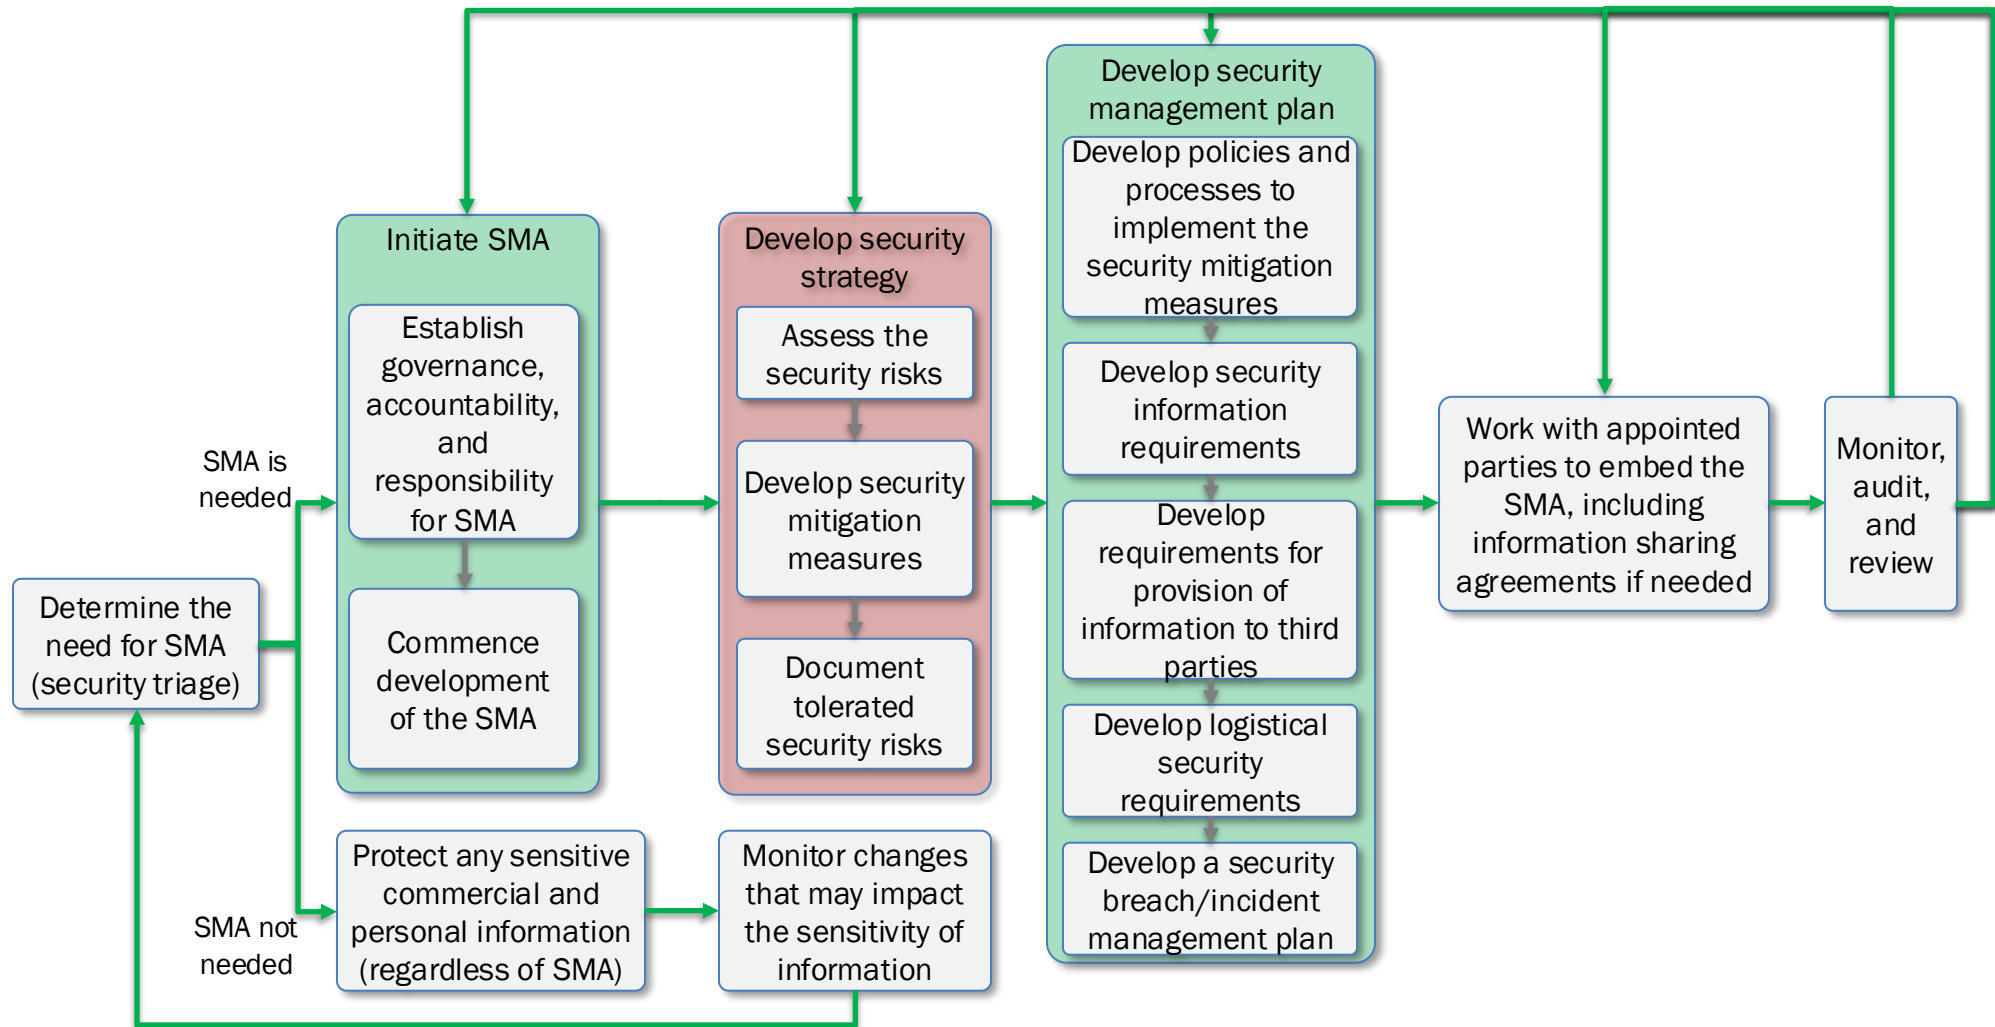 Determine the
need for SMA
(security triage)
SMA is
needed
SMA not
needed
Initiate SMA
Establish
governance,
accountability,
and
responsibility
for SMA
Commence
development
of the SMA
Protect any sensitive
commercial and
personal information
(regardless of SMA)
Monitor changes
that may impact
the sensitivity of
information
Develop security
strategy
Assess the
security risks
Develop security
mitigation
measures
Document
tolerated
security risks
Develop security
management plan
Develop policies and
processes to
implement the
security mitigation
measures
Develop security
information
requirements
Develop
requirements for
provision of
information to third
parties
Develop logistical
security
requirements
Develop a security
breach/incident
management plan
Work with appointed
parties to embed the
SMA, including
information sharing
agreements if needed
Monitor,
audit,
and
review